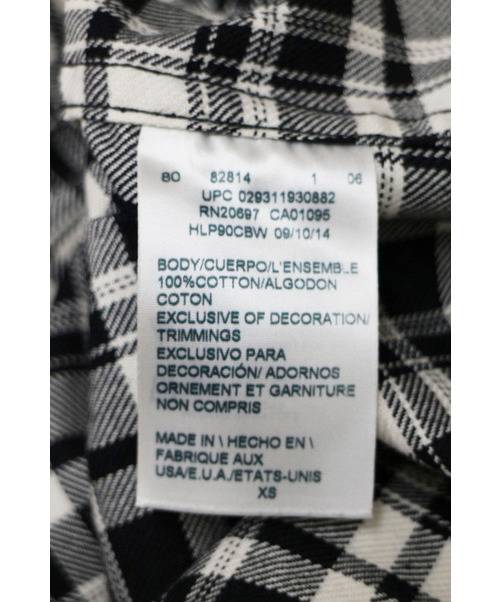 80 82814 1 06
UPC 029311930882
RN20697 CA01095
HLP90CBW 09/10/14
BODY/CUERPO/L'ENSEMBLE
100%COTTON/ALGODON
COTON
EXCLUSIVE OF DECORATION/
TRIMMINGS
EXCLUSIVO PARA
DECORACIÓN/ ADORNOS
ORNEMENT ET GARNITURE
NON COMPRIS
MADE IN \ HECHO EN \
FABRIQUE AUX
USA/E.U.A./ETATS-UNIS
XS